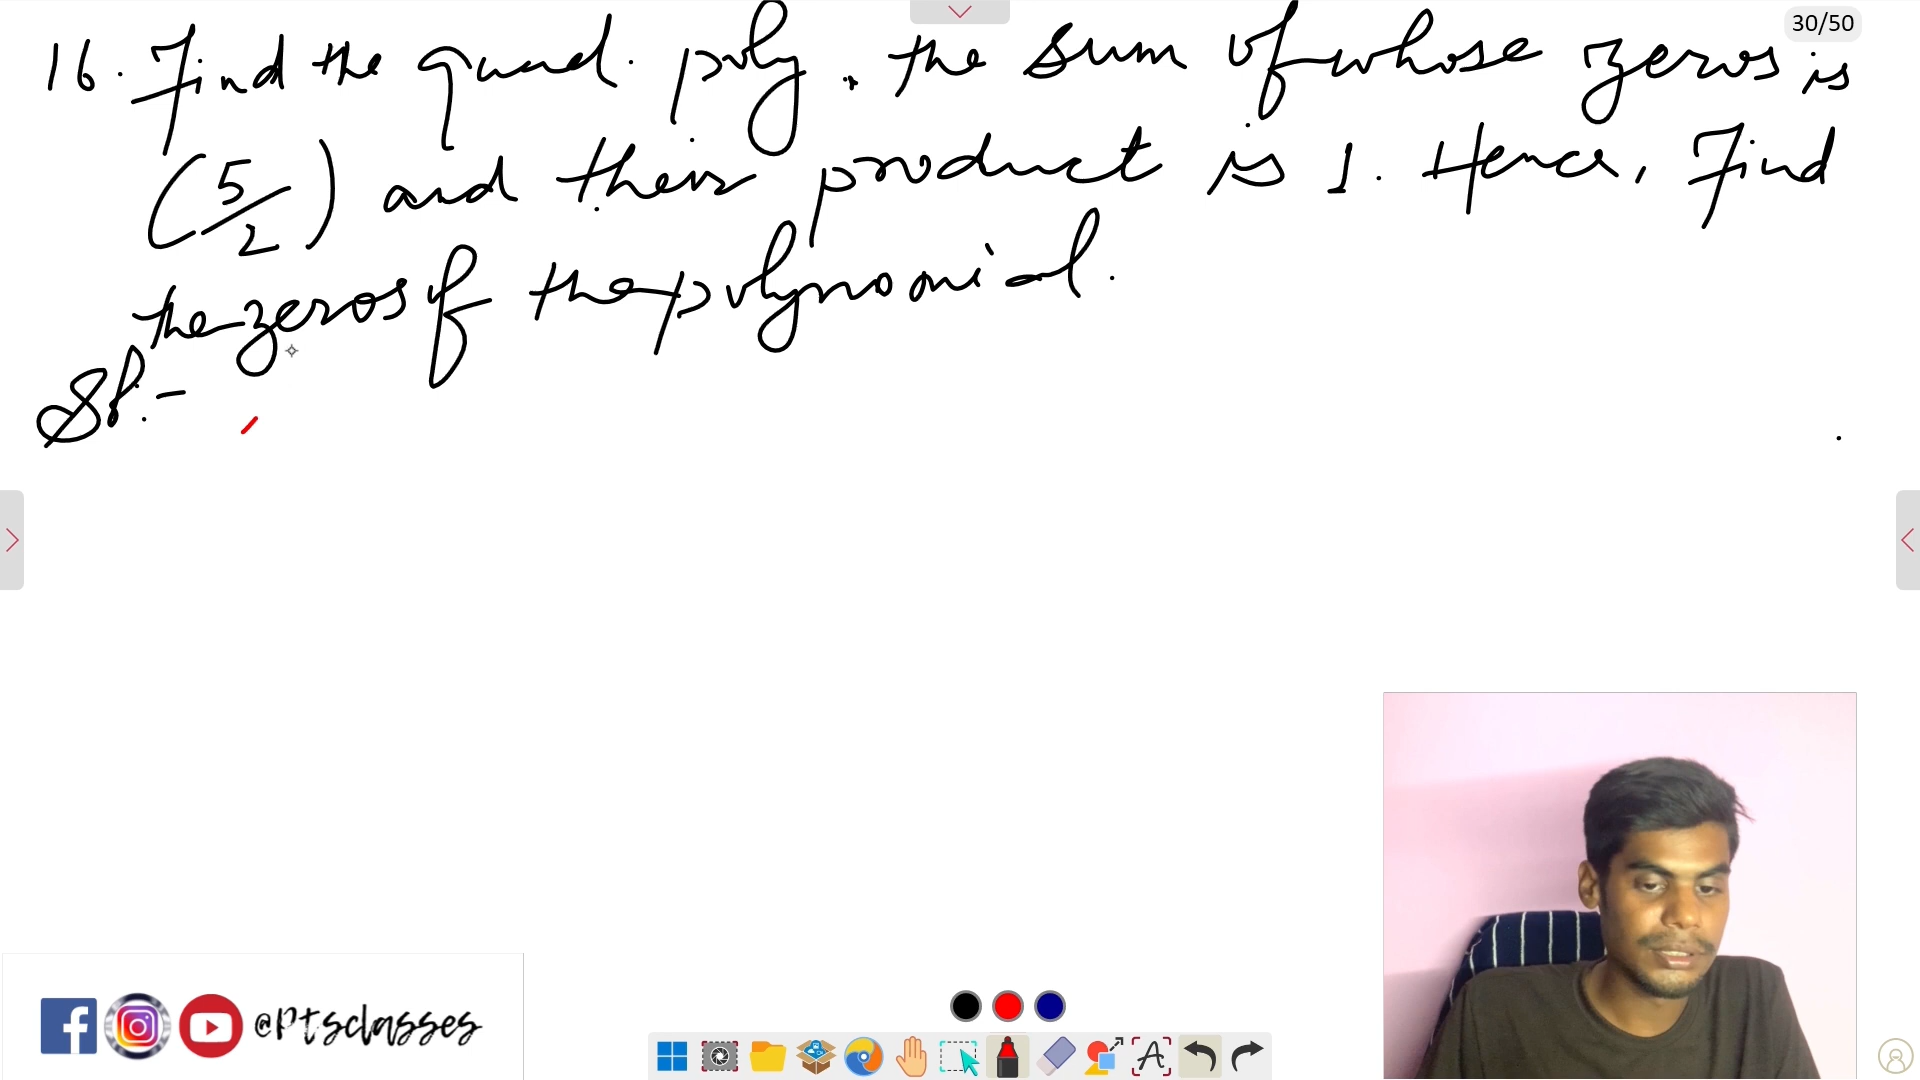 30/50
16. Find the quad. poly., the sum of whose zeros is
(5/2) and their product is 1. Hence, Find
the zeros of the polynomial.
Sol:-
@Ptsclasses